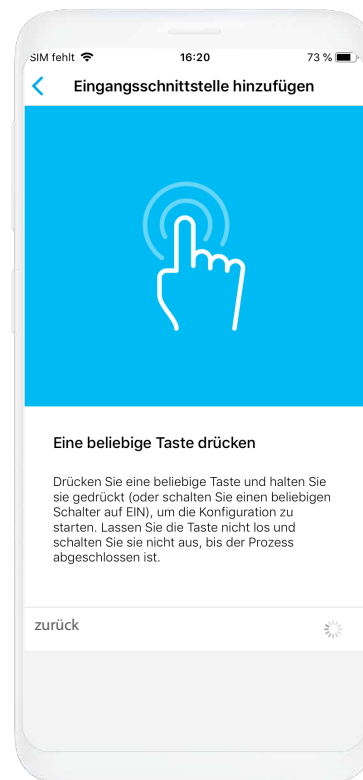 SIM fehlt 16:20 73 %
Eingangsschnittstelle hinzufügen
Eine beliebige Taste drücken
Drücken Sie eine beliebige Taste und halten Sie
sie gedrückt (oder schalten Sie einen beliebigen
Schalter auf EIN), um die Konfiguration zu
starten. Lassen Sie die Taste nicht los und
schalten Sie sie nicht aus, bis der Prozess
abgeschlossen ist.
zurück